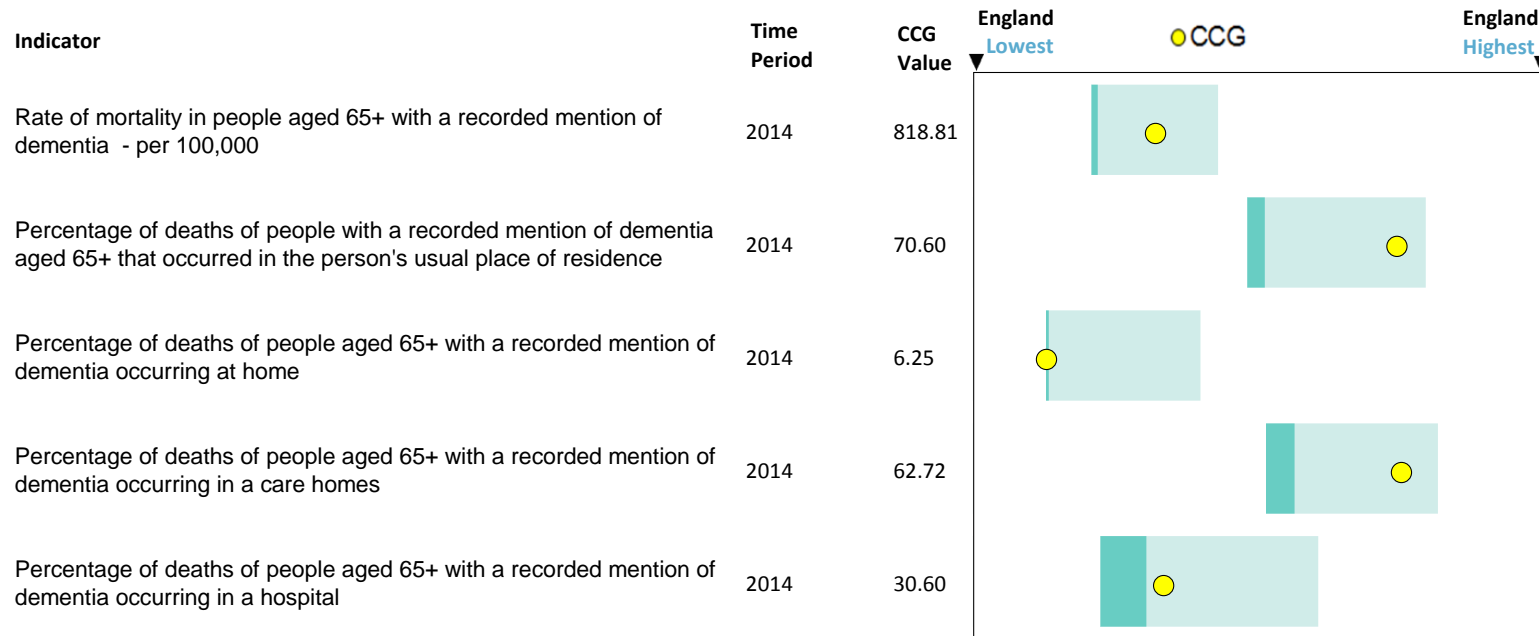 Indicator
Time
Period
CCG
Value
England
Lowest
CCG
England
Highest
Rate of mortality in people aged 65+ with a recorded mention of
dementia - per 100,000
2014
818.81
Percentage of deaths of people with a recorded mention of dementia
aged 65+ that occurred in the person's usual place of residence
2014
70.60
Percentage of deaths of people aged 65+ with a recorded mention of
dementia occurring at home
2014
6.25
Percentage of deaths of people aged 65+ with a recorded mention of
dementia occurring in a care homes
2014
62.72
Percentage of deaths of people aged 65+ with a recorded mention of
dementia occurring in a hospital
2014
30.60